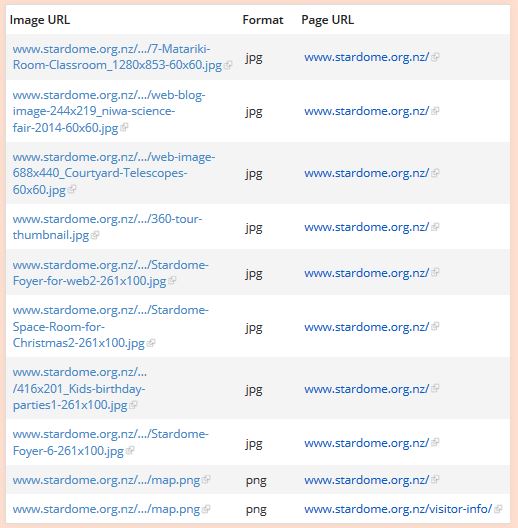 Image URL Format Page URL
www.stardome.org.nz/.../7-Matariki-
Room-Classroom_1280x853-60x60.jpg jpg www.stardome.org.nz/
www.stardome.org.nz/.../web-blog-
image-244x219_niwa-science-
fair-2014-60x60.jpg jpg www.stardome.org.nz/
www.stardome.org.nz/.../web-image-
688x440_Courtyard-Telescopes-
60x60.jpg jpg www.stardome.org.nz/
www.stardome.org.nz/.../360-tour-
thumbnail.jpg jpg www.stardome.org.nz/
www.stardome.org.nz/.../Stardome-
Foyer-for-web2-261x100.jpg jpg www.stardome.org.nz/
www.stardome.org.nz/.../Stardome-
Space-Room-for-
Christmas2-261x100.jpg jpg www.stardome.org.nz/
www.stardome.org.nz/...
/416x201_Kids-birthday-
parties1-261x100.jpg jpg www.stardome.org.nz/
www.stardome.org.nz/.../Stardome-
Foyer-6-261x100.jpg jpg www.stardome.org.nz/
www.stardome.org.nz/.../map.png png www.stardome.org.nz/
www.stardome.org.nz/.../map.png png www.stardome.org.nz/visitor-info/